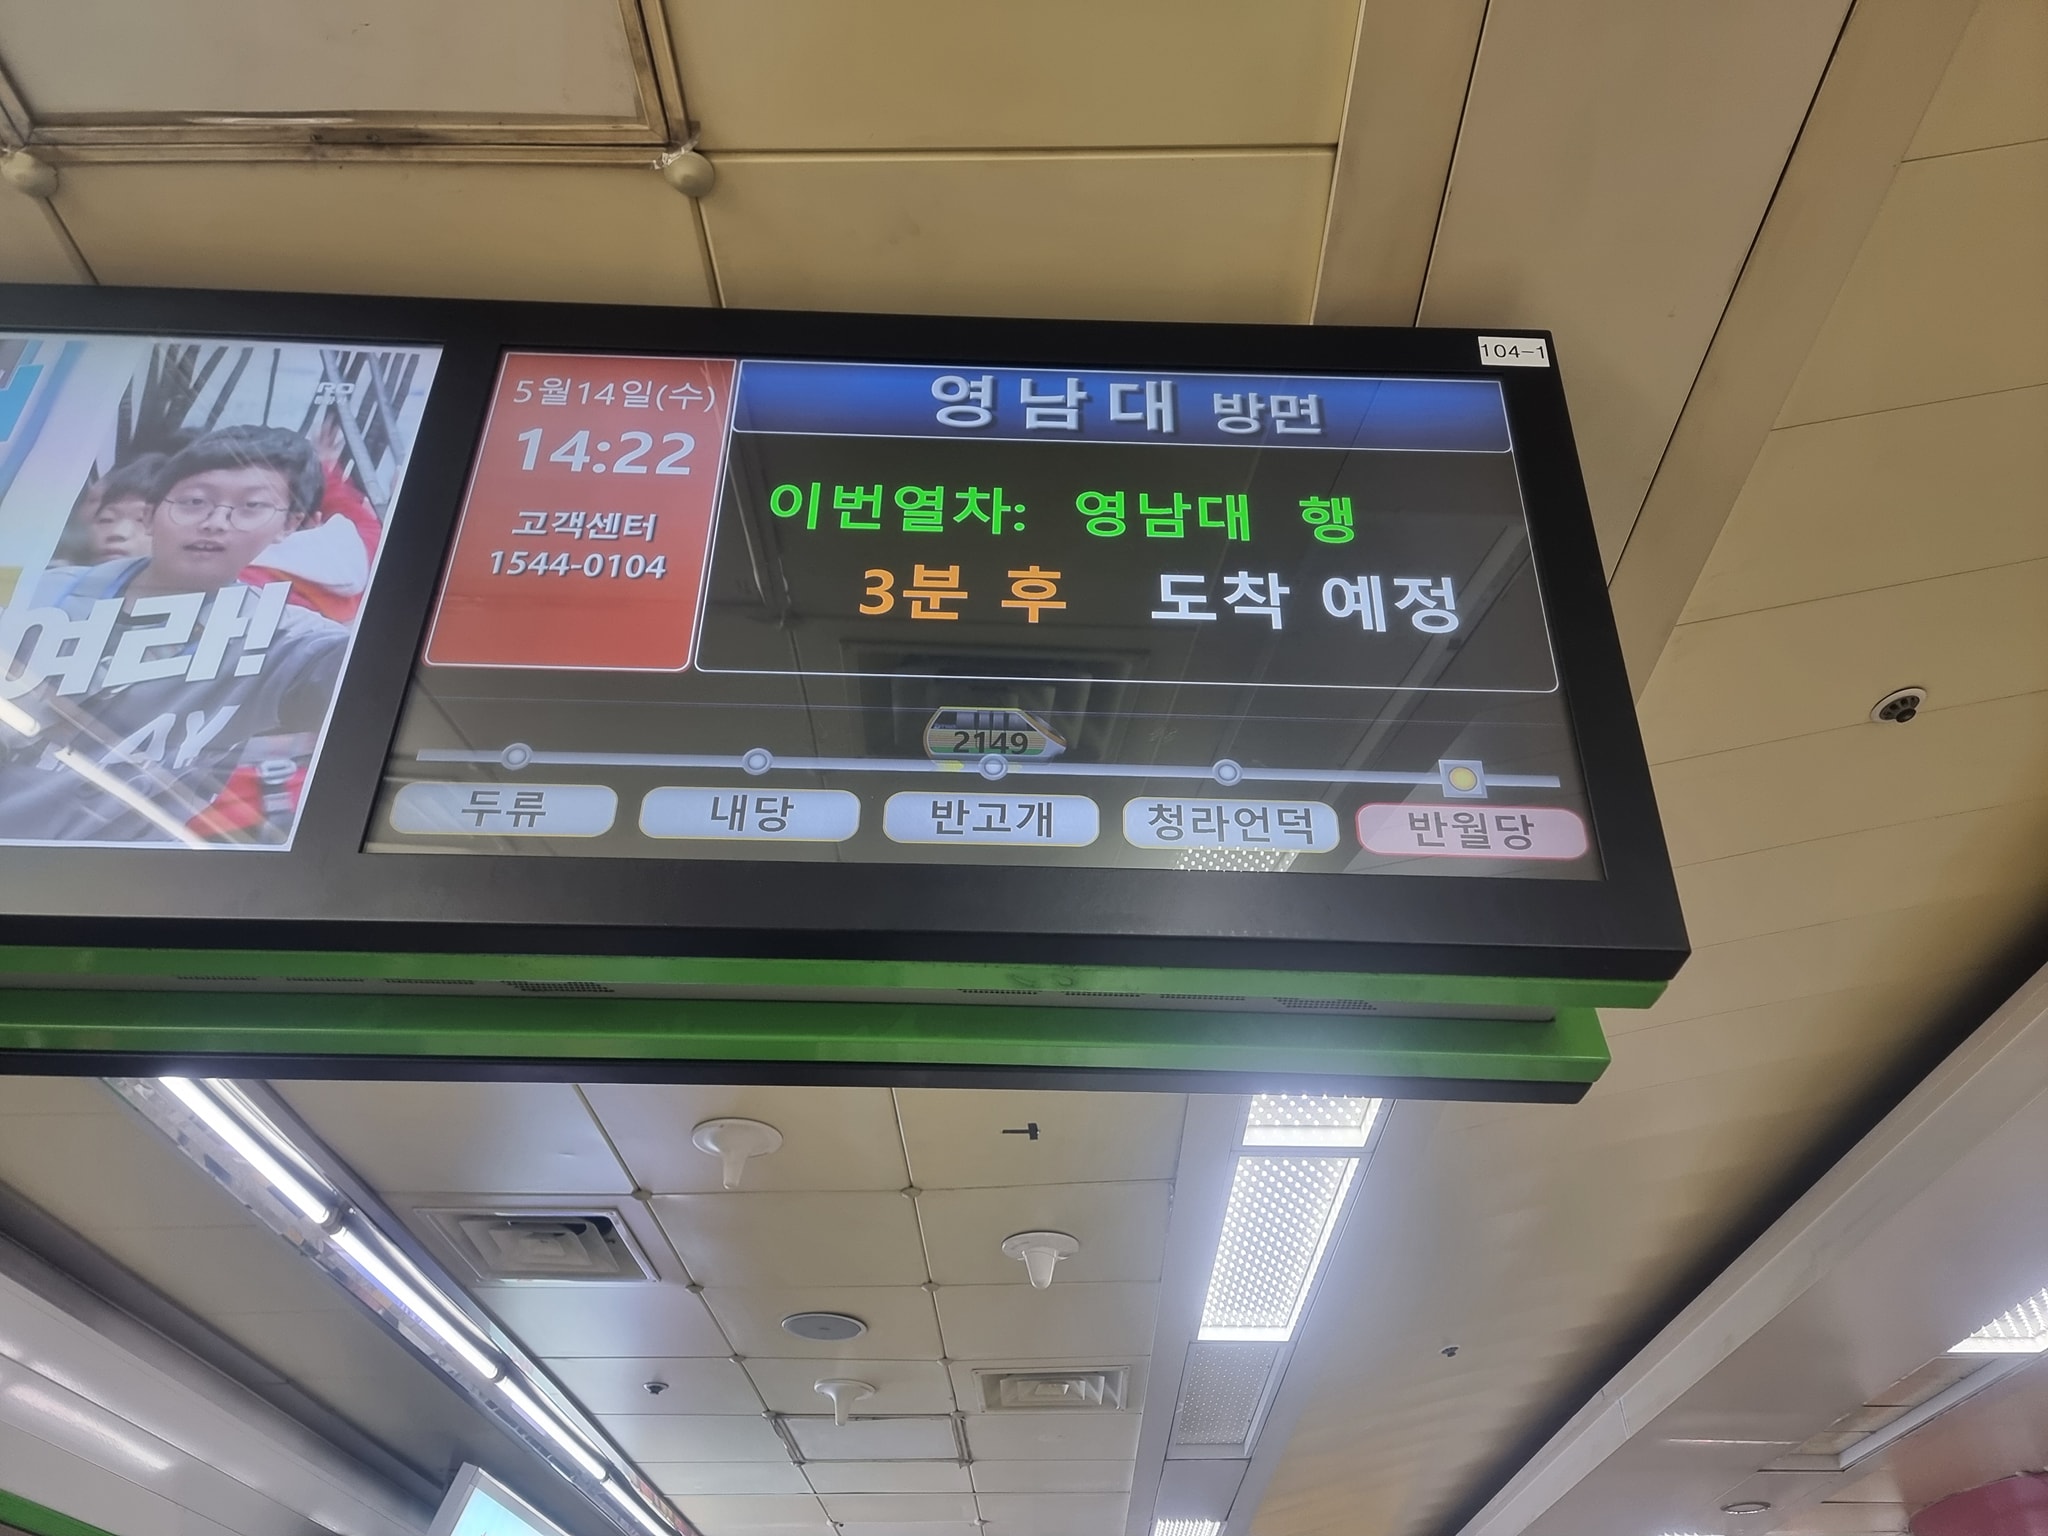 104-1
여라!
LAY
5월14일(수)
14:22
고객센터
1544-0104
영남대 방면
이번열차: 영남대 행
3분 후 도착 예정
2149
두류 내당 반고개 청라언덕 반월당